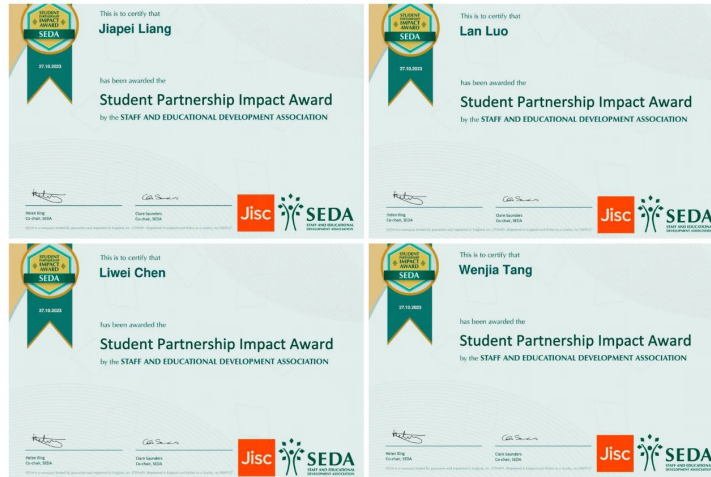 STUDENT
PARTNERSHIP
IMPACT
AWARD
SEDA
27.10.2023
This is to certify that
Jiapei Liang
has been awarded the
Student Partnership Impact Award
by the STAFF AND EDUCATIONAL DEVELOPMENT ASSOCIATION
Helen King
Co-chair, SEDA
Clare Saunders
Co-chair, SEDA
Jisc
SEDA
STAFF AND EDUCATIONAL
DEVELOPMENT ASSOCIATION
STUDENT
PARTNERSHIP
IMPACT
AWARD
SEDA
27.10.2023
This is to certify that
Lan Luo
has been awarded the
Student Partnership Impact Award
by the STAFF AND EDUCATIONAL DEVELOPMENT ASSOCIATION
Helen King
Co-chair, SEDA
Clare Saunders
Co-chair, SEDA
Jisc
SEDA
STAFF AND EDUCATIONAL
DEVELOPMENT ASSOCIATION
STUDENT
PARTNERSHIP
IMPACT
AWARD
SEDA
27.10.2023
This is to certify that
Liwei Chen
has been awarded the
Student Partnership Impact Award
by the STAFF AND EDUCATIONAL DEVELOPMENT ASSOCIATION
Helen King
Co-chair, SEDA
Clare Saunders
Co-chair, SEDA
Jisc
SEDA
STAFF AND EDUCATIONAL
DEVELOPMENT ASSOCIATION
STUDENT
PARTNERSHIP
IMPACT
AWARD
SEDA
27.10.2023
This is to certify that
Wenjia Tang
has been awarded the
Student Partnership Impact Award
by the STAFF AND EDUCATIONAL DEVELOPMENT ASSOCIATION
Helen King
Co-chair, SEDA
Clare Saunders
Co-chair, SEDA
Jisc
SEDA
STAFF AND EDUCATIONAL
DEVELOPMENT ASSOCIATION